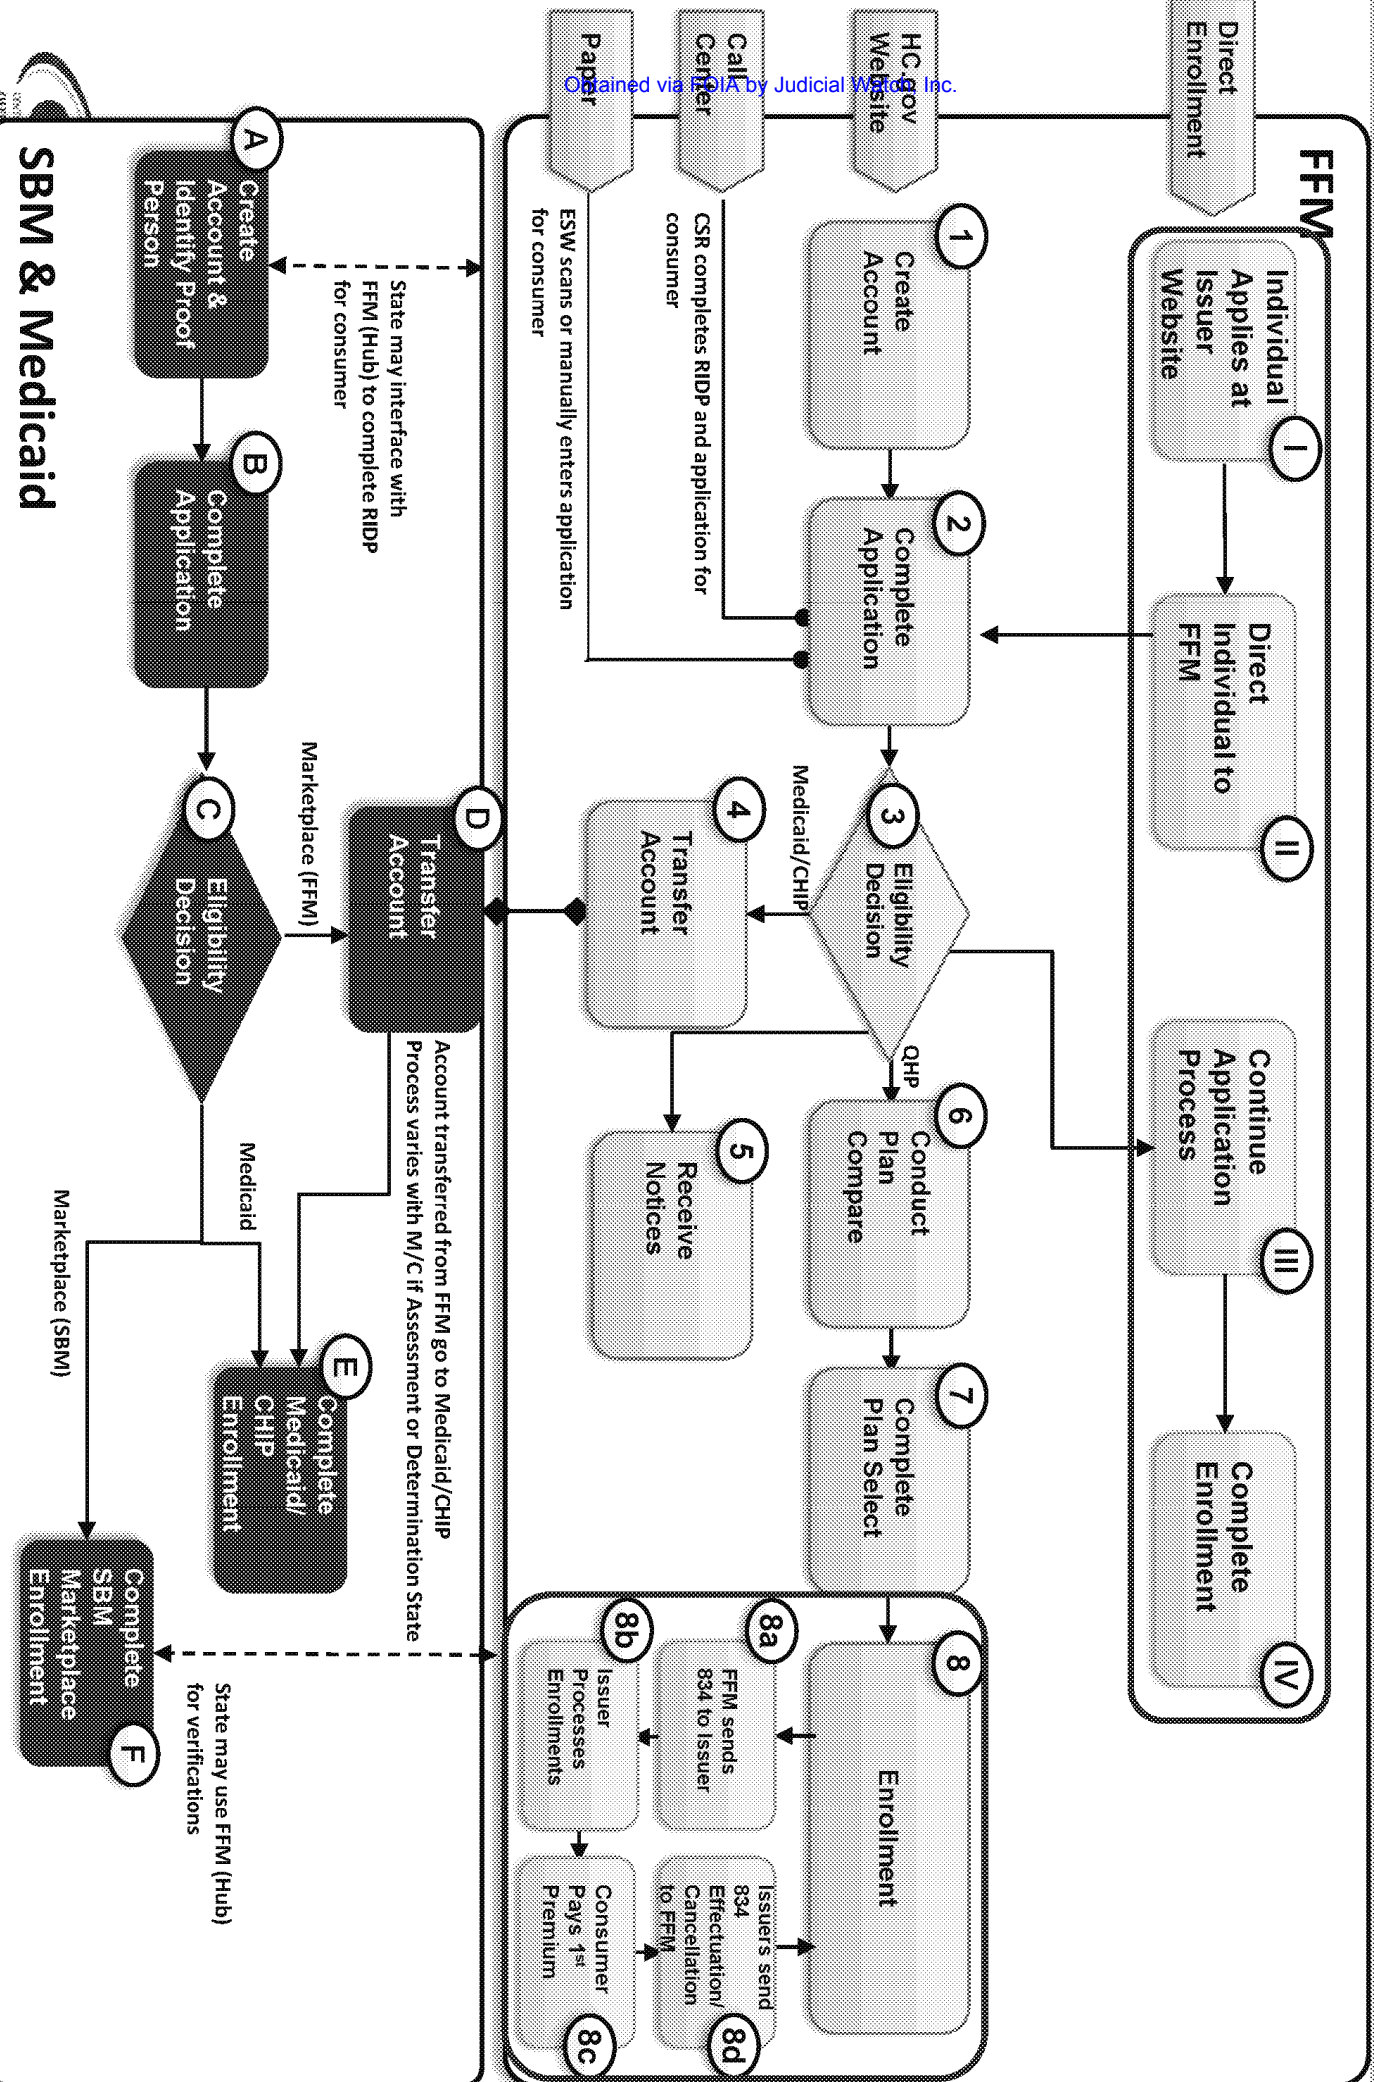 FFM
Direct
Enrollment
Individual
Applies at
Issuer
Website
I
Direct
Individual to
FFM
II
Continue
Application
Process
III
Complete
Enrollment
IV
HC.gov
Website
1
Create
Account
2
Complete
Application
3
Eligibility
Decision
QHP
6
Conduct
Plan
Compare
7
Complete
Plan Select
8
Enrollment
Call
Center
CSR completes RIDP and application for
consumer
Medicaid/CHIP
4
Transfer
Account
5
Receive
Notices
8a
FFM sends
834 to Issuer
Issuers send
834
Effectuation/
Cancellation
to FFM
8d
Paper
ESW scans or manually enters application
for consumer
8b
Issuer
Processes
Enrollments
Consumer
Pays 1st
Premium
8c
Obtained via FOIA by Judicial Watch, Inc.
State may interface with
FFM (Hub) to complete RIDP
for consumer
D
Transfer
Account
Account transferred from FFM go to Medicaid/CHIP
Process varies with M/C if Assessment or Determination State
Marketplace (FFM)
A
Create
Account &
Identity Proof
Person
B
Complete
Application
C
Eligibility
Decision
Medicaid
E
Complete
Medicaid/
CHIP
Enrollment
State may use FFM (Hub)
for verifications
Marketplace (SBM)
Complete
SBM
Marketplace
Enrollment
F
SBM & Medicaid